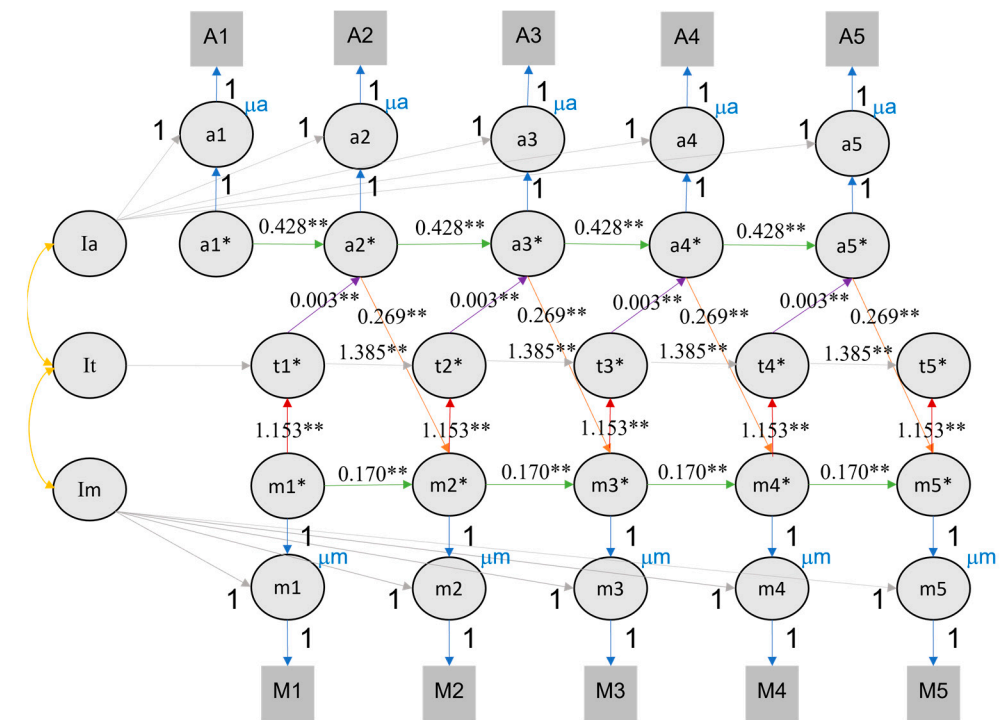 A1 A2 A3 A4 A5
1 1 1 1 1
μa μa μa μa μa
1 a1 1 a2 1 a3 1 a4 1 a5
1 1 1 1 1
0.428** 0.428** 0.428** 0.428**
Ia a1* a2* a3* a4* a5*
0.003** 0.003** 0.003** 0.003**
0.269** 0.269** 0.269** 0.269**
1.385** 1.385** 1.385** 1.385**
It t1* t2* t3* t4* t5*
1.153** 1.153** 1.153** 1.153** 1.153**
0.170** 0.170** 0.170** 0.170**
Im m1* m2* m3* m4* m5*
1 1 1 1 1
μm μm μm μm μm
m1 m2 m3 m4 m5
1 1 1 1 1
1 1 1 1 1
M1 M2 M3 M4 M5